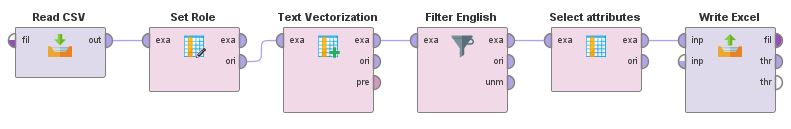 Read CSV
fil
out
Set Role
exa
exa
ori
Text Vectorization
exa
exa
ori
pre
Filter English
exa
exa
ori
unm
Select attributes
exa
exa
ori
Write Excel
inp
fil
inp
thr
thr